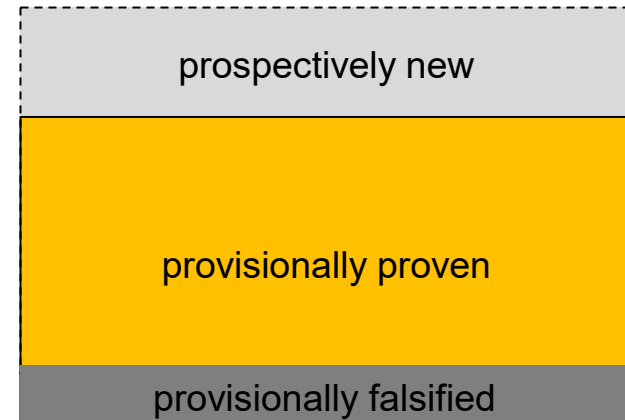 prospectively new
provisionally proven
provisionally falsified